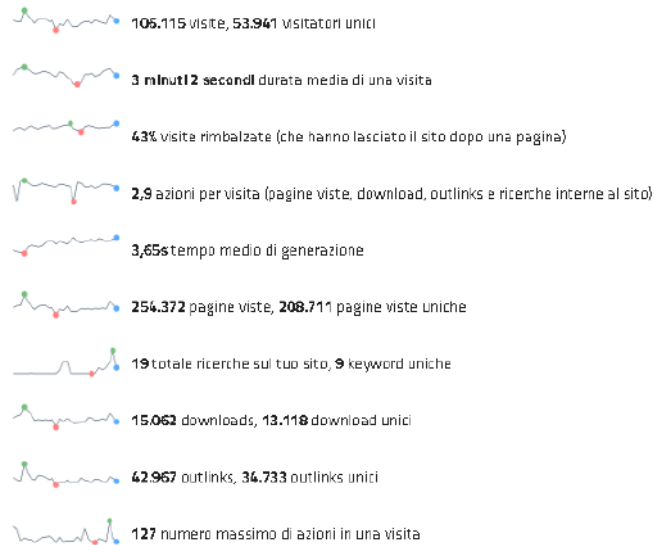 106.115 visite, 53.941 visitatori unici
3 minuti 2 secondi durata media di una visita
43% visite rimbalzate (che hanno lasciato il sito dopo una pagina)
2,9 azioni per visita (pagine viste, download, outlinks e ricerche interne al sito)
3,65s tempo medio di generazione
254.372 pagine viste, 208.711 pagine viste uniche
19 totale ricerche sul tuo sito, 9 keyword uniche
15.062 downloads, 13.118 download unici
42.967 outlinks, 34.733 outlinks unici
127 numero massimo di azioni in una visita